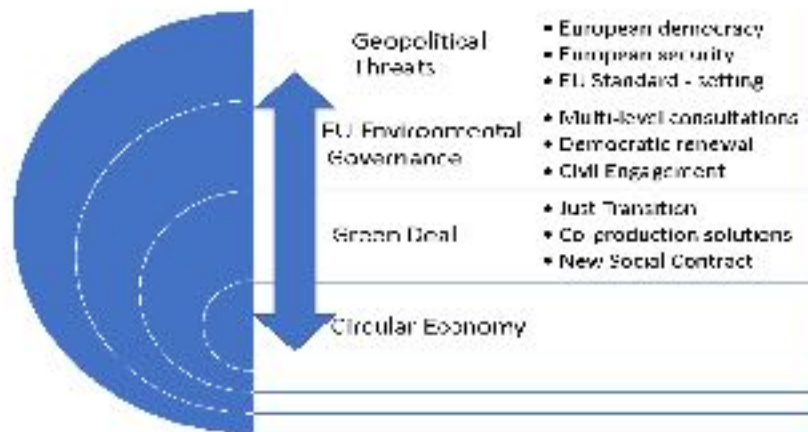 Geopolitical
Threats
• European democracy
• European security
• EU Standard - setting
EU Environmental
Governance
• Multi-level consultations
• Democratic renewal
• Civil Engagement
Green Deal
• Just Transition
• Co-production solutions
• New Social Contract
Circular Economy